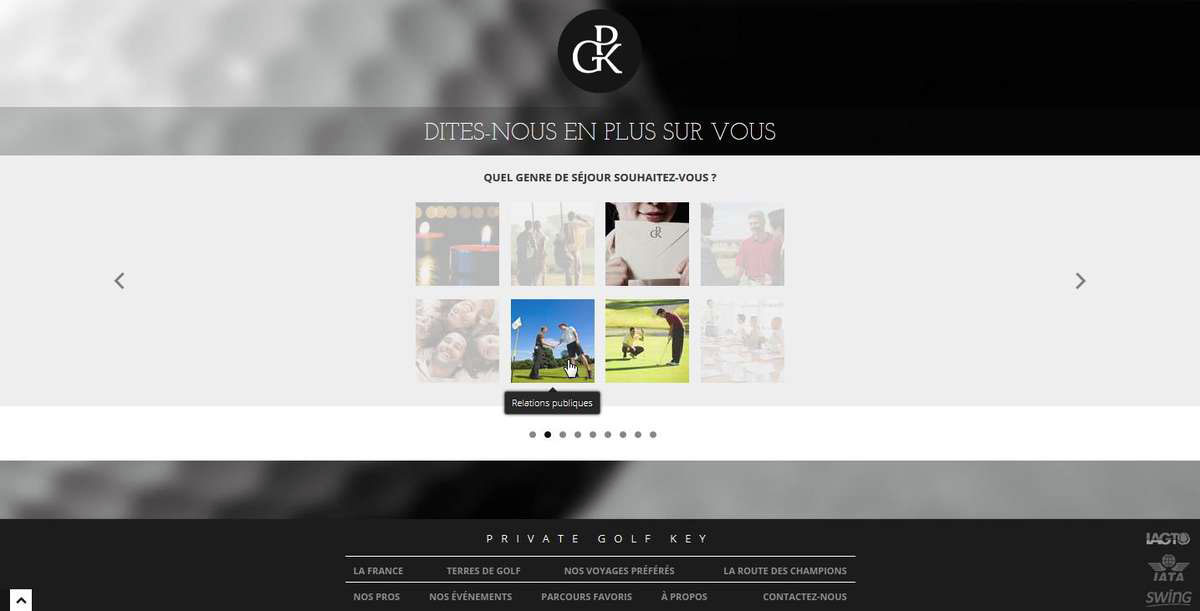 PGK
DITES-NOUS EN PLUS SUR VOUS
QUEL GENRE DE SÉJOUR SOUHAITEZ-VOUS ?
PGK
Relations publiques
PRIVATE GOLF KEY
LA FRANCE TERRES DE GOLF NOS VOYAGES PRÉFÉRÉS LA ROUTE DES CHAMPIONS
NOS PROS NOS ÉVÉNEMENTS PARCOURS FAVORIS À PROPOS CONTACTEZ-NOUS
IAGTO
IATA
swing